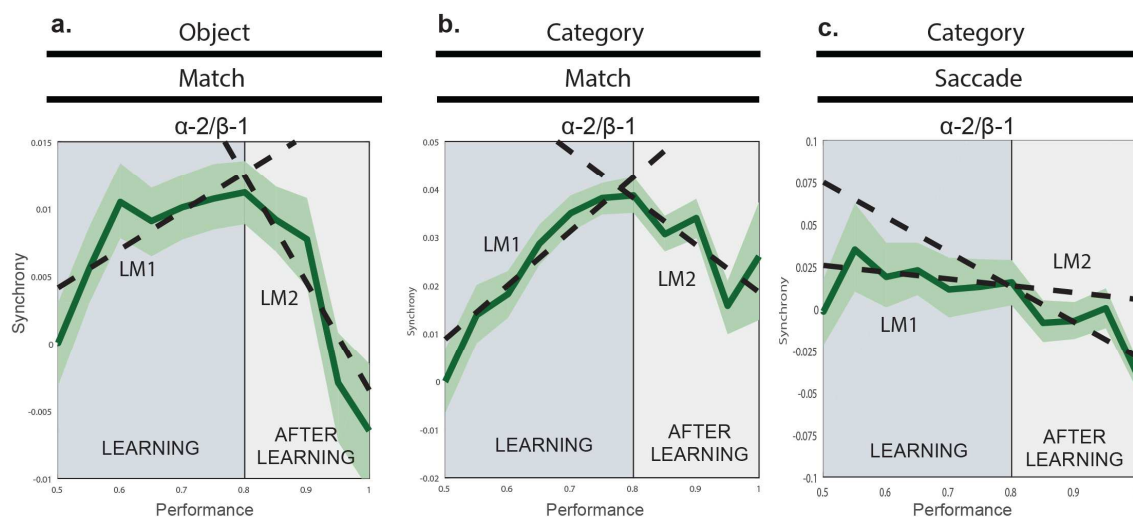 a.
Object
Match
α-2/β-1
0.015
0.01
0.005
0
-0.005
-0.01
Synchrony
LM1
LM2
LEARNING
AFTER
LEARNING
0.5
0.6
0.7
0.8
0.9
1
Performance
b.
Category
Match
α-2/β-1
0.05
0.04
0.03
0.02
0.01
0
-0.01
-0.02
Synchrony
LM1
LM2
LEARNING
AFTER
LEARNING
0.5
0.6
0.7
0.8
0.9
1
Performance
c.
Category
Saccade
α-2/β-1
0.1
0.075
0.05
0.025
0
-0.025
-0.05
-0.075
-0.1
Synchrony
LM1
LM2
LEARNING
AFTER
LEARNING
0.5
0.6
0.7
0.8
0.9
Performance